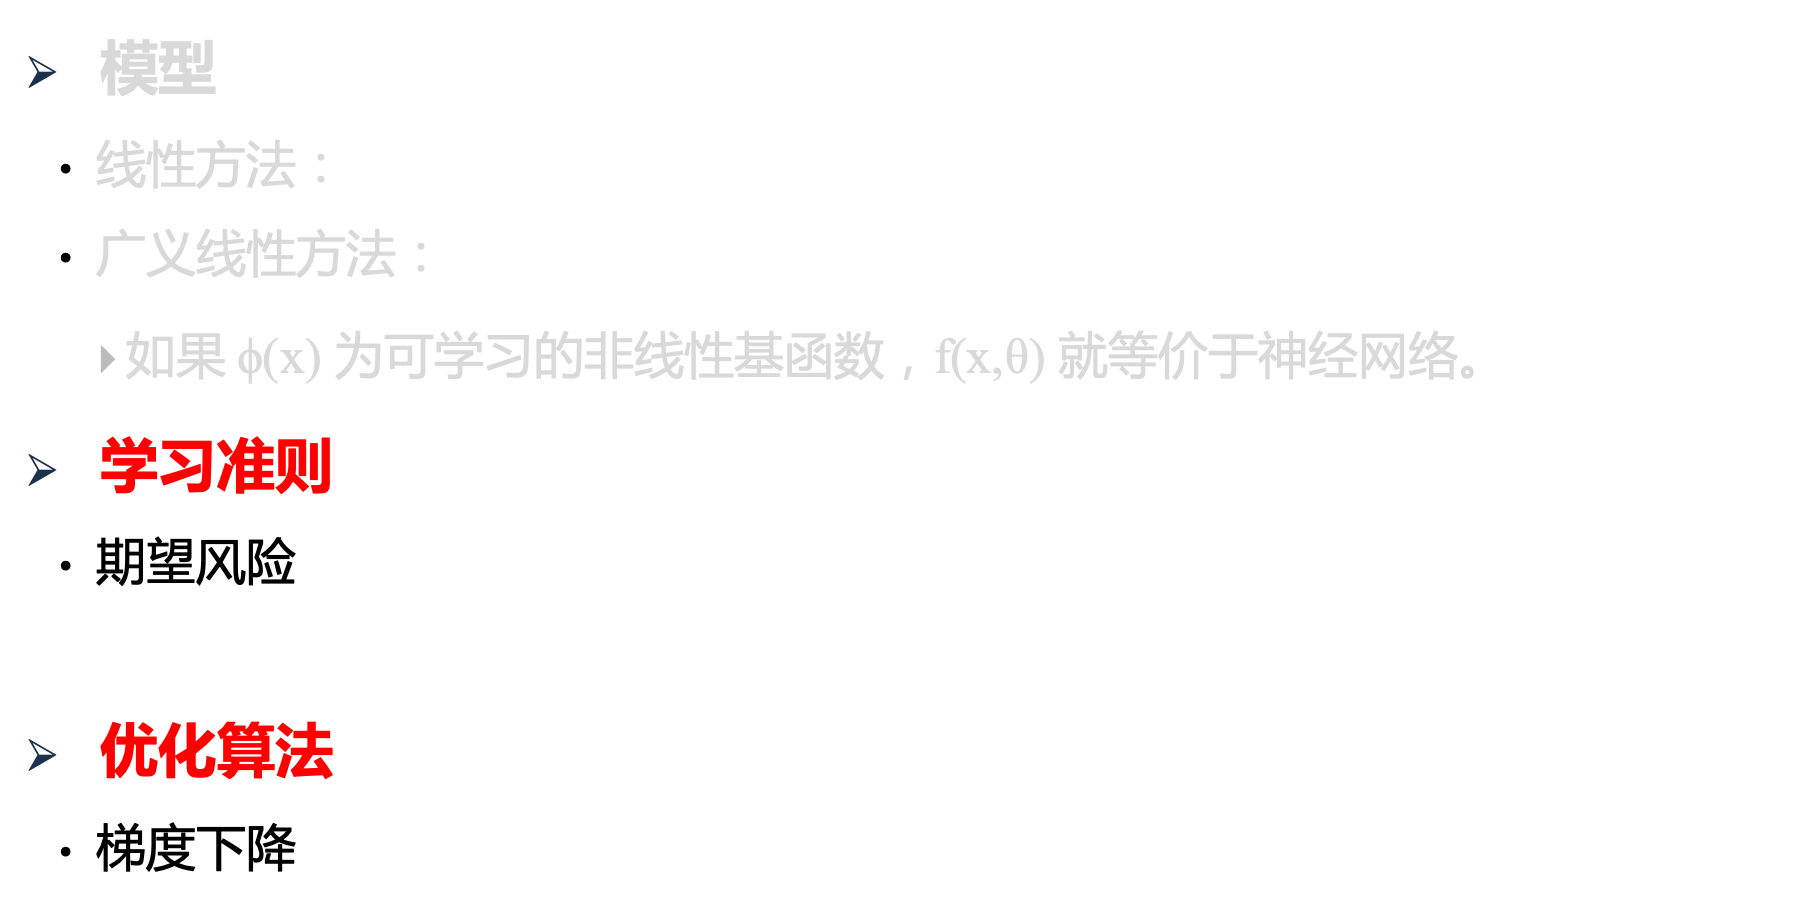 模型
线性方法：
广义线性方法：
如果 ϕ(x) 为可学习的非线性基函数，f(x,θ) 就等价于神经网络。
学习准则
期望风险
优化算法
梯度下降